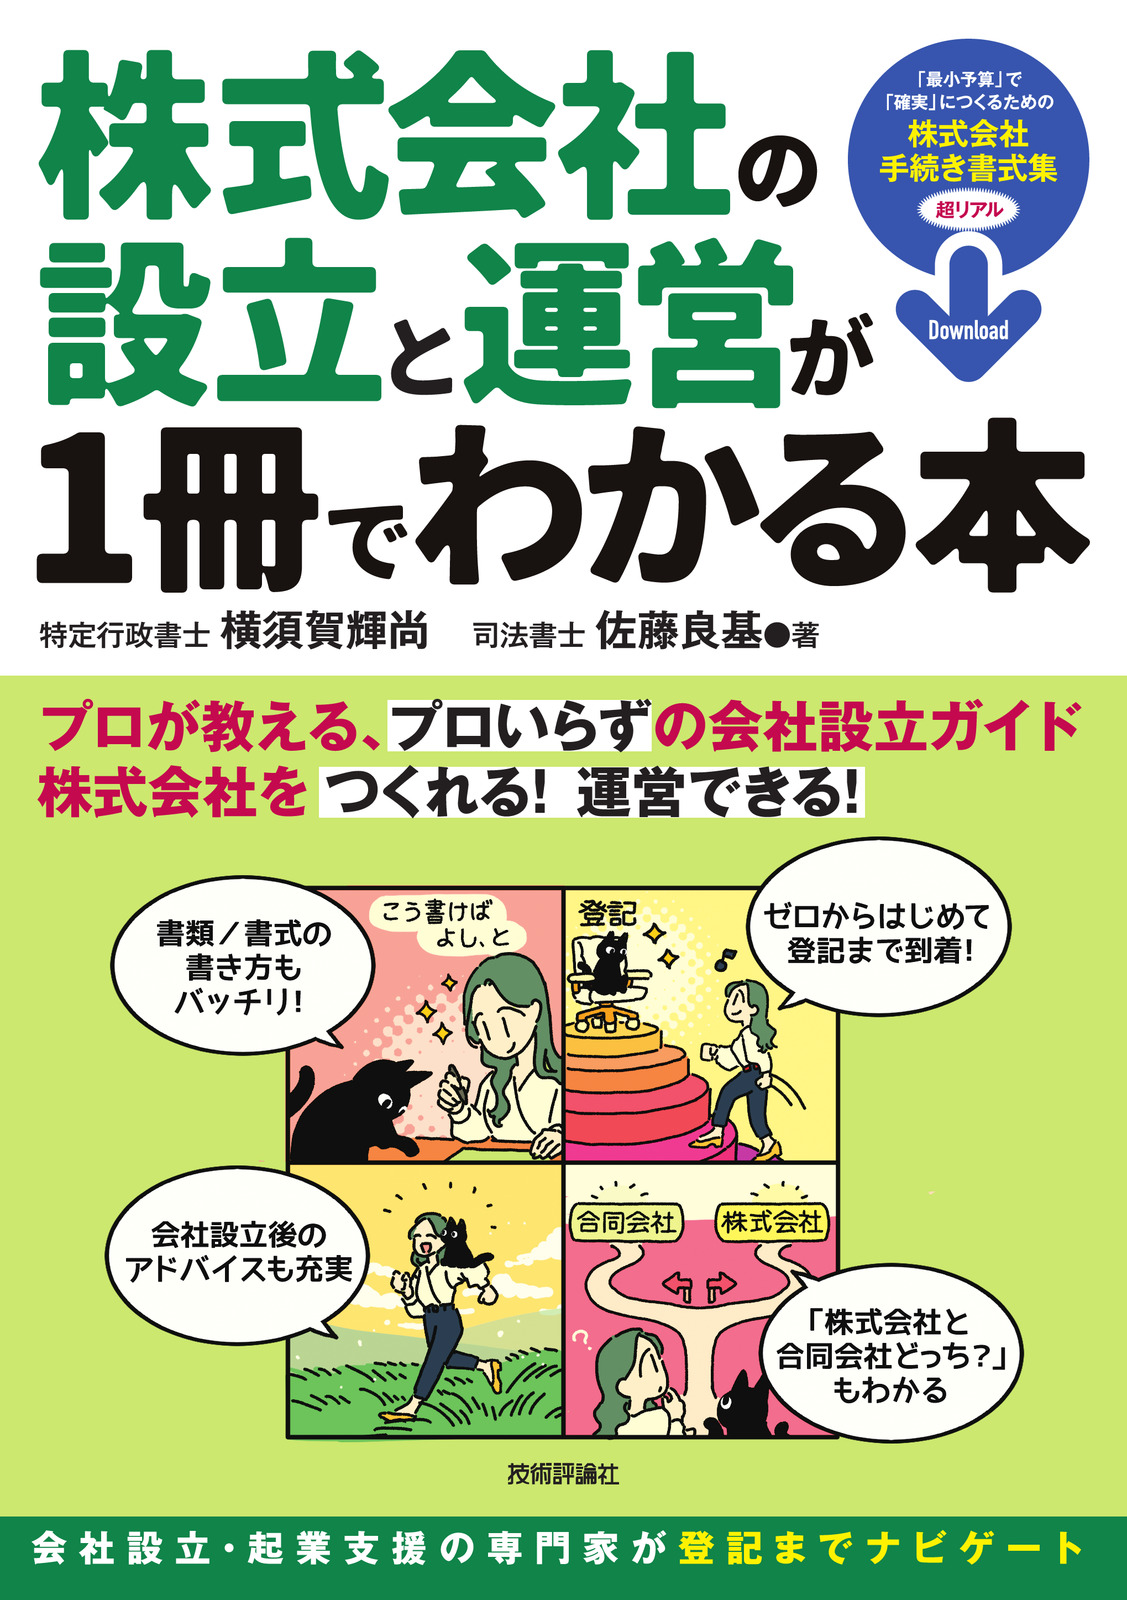 株式会社の
設立と運営が
1冊でわかる本
「最小予算」で
「確実」につくるための
株式会社
手続き書式集
超リアル
Download
特定行政書士 横須賀輝尚 司法書士 佐藤良基●著
プロが教える、プロいらずの会社設立ガイド
株式会社をつくれる! 運営できる!
書類/書式の
書き方も
バッチリ!
こう書けば
よし、と
登記
ゼロからはじめて
登記まで到着!
会社設立後の
アドバイスも充実
合同会社
株式会社
?
「株式会社と
合同会社どっち?」
もわかる
技術評論社
会社設立・起業支援の専門家が登記までナビゲート